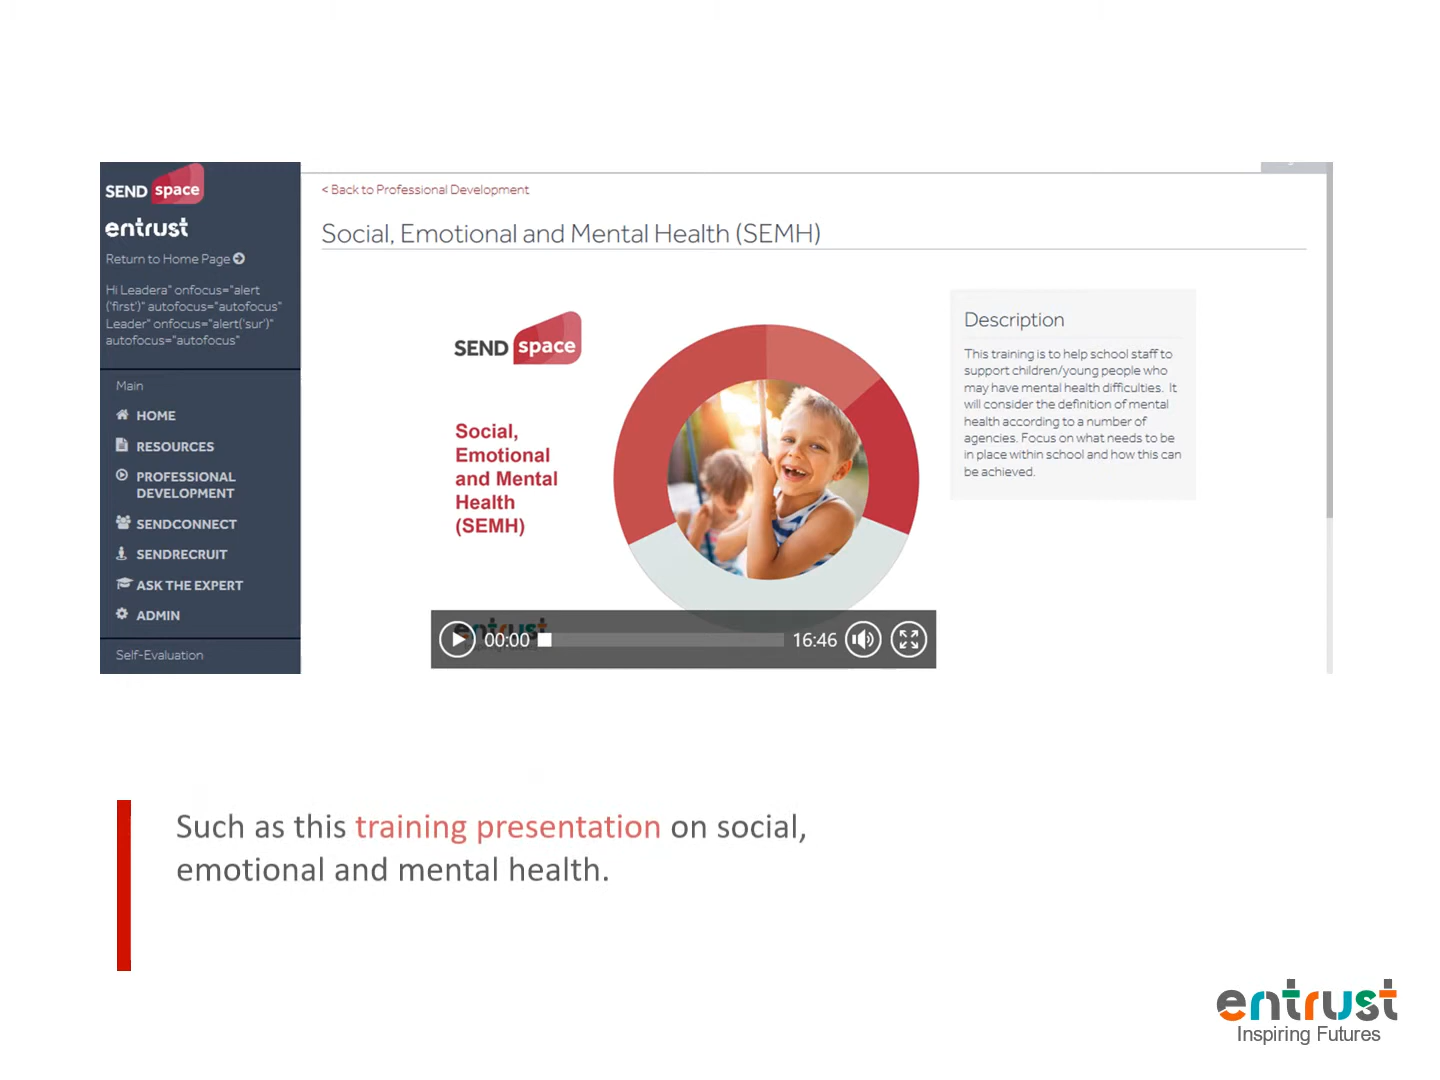 SEND space
entrust
Return to Home Page
Hi Leadera" onfocus="alert
('first')" autofocus="autofocus"
Leader" onfocus="alert('sur')"
autofocus="autofocus"
Main
HOME
RESOURCES
PROFESSIONAL
DEVELOPMENT
SENDCONNECT
SENDRECRUIT
ASK THE EXPERT
ADMIN
Self-Evaluation
< Back to Professional Development
Social, Emotional and Mental Health (SEMH)
SEND space
Social,
Emotional
and Mental
Health
(SEMH)
00:00
16:46
Description
This training is to help school staff to
support children/young people who
may have mental health difficulties. It
will consider the definition of mental
health according to a number of
agencies. Focus on what needs to be
in place within school and how this can
be achieved.
Such as this training presentation on social,
emotional and mental health.
entrust
Inspiring Futures